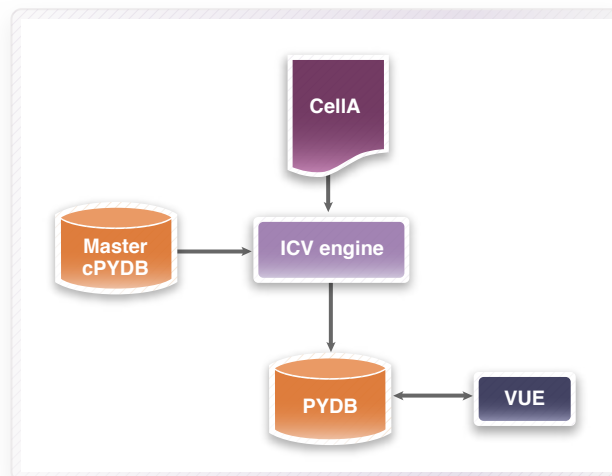 CellA
Master
cPYDB
ICV engine
PYDB
VUE